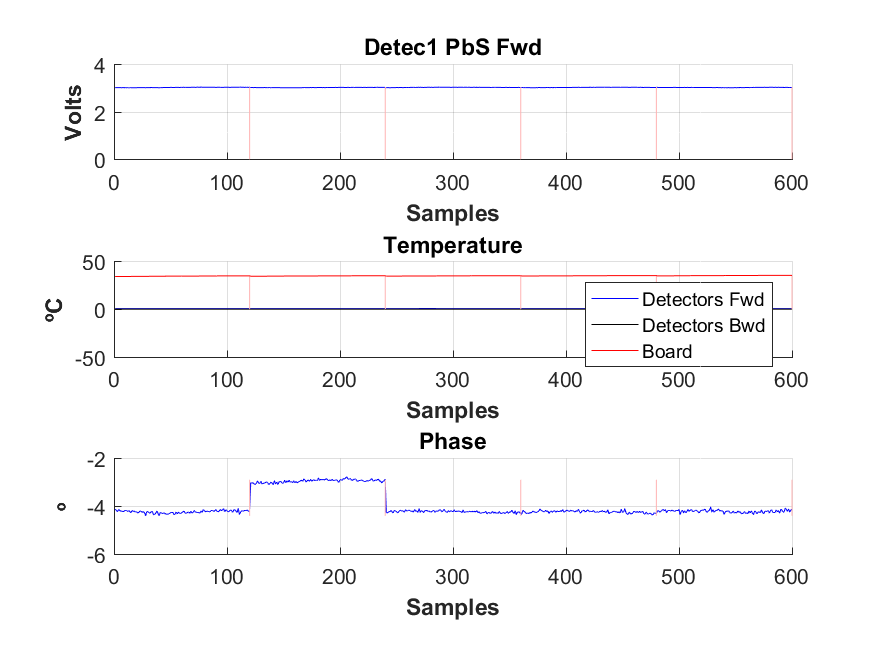 Detec1 PbS Fwd
4
2
0
Volts
0 100 200 300 400 500 600
Samples
Temperature
50
0
-50
ºC
Detectors Fwd
Detectors Bwd
Board
0 100 200 300 400 500 600
Samples
Phase
-2
-4
-6
º
0 100 200 300 400 500 600
Samples